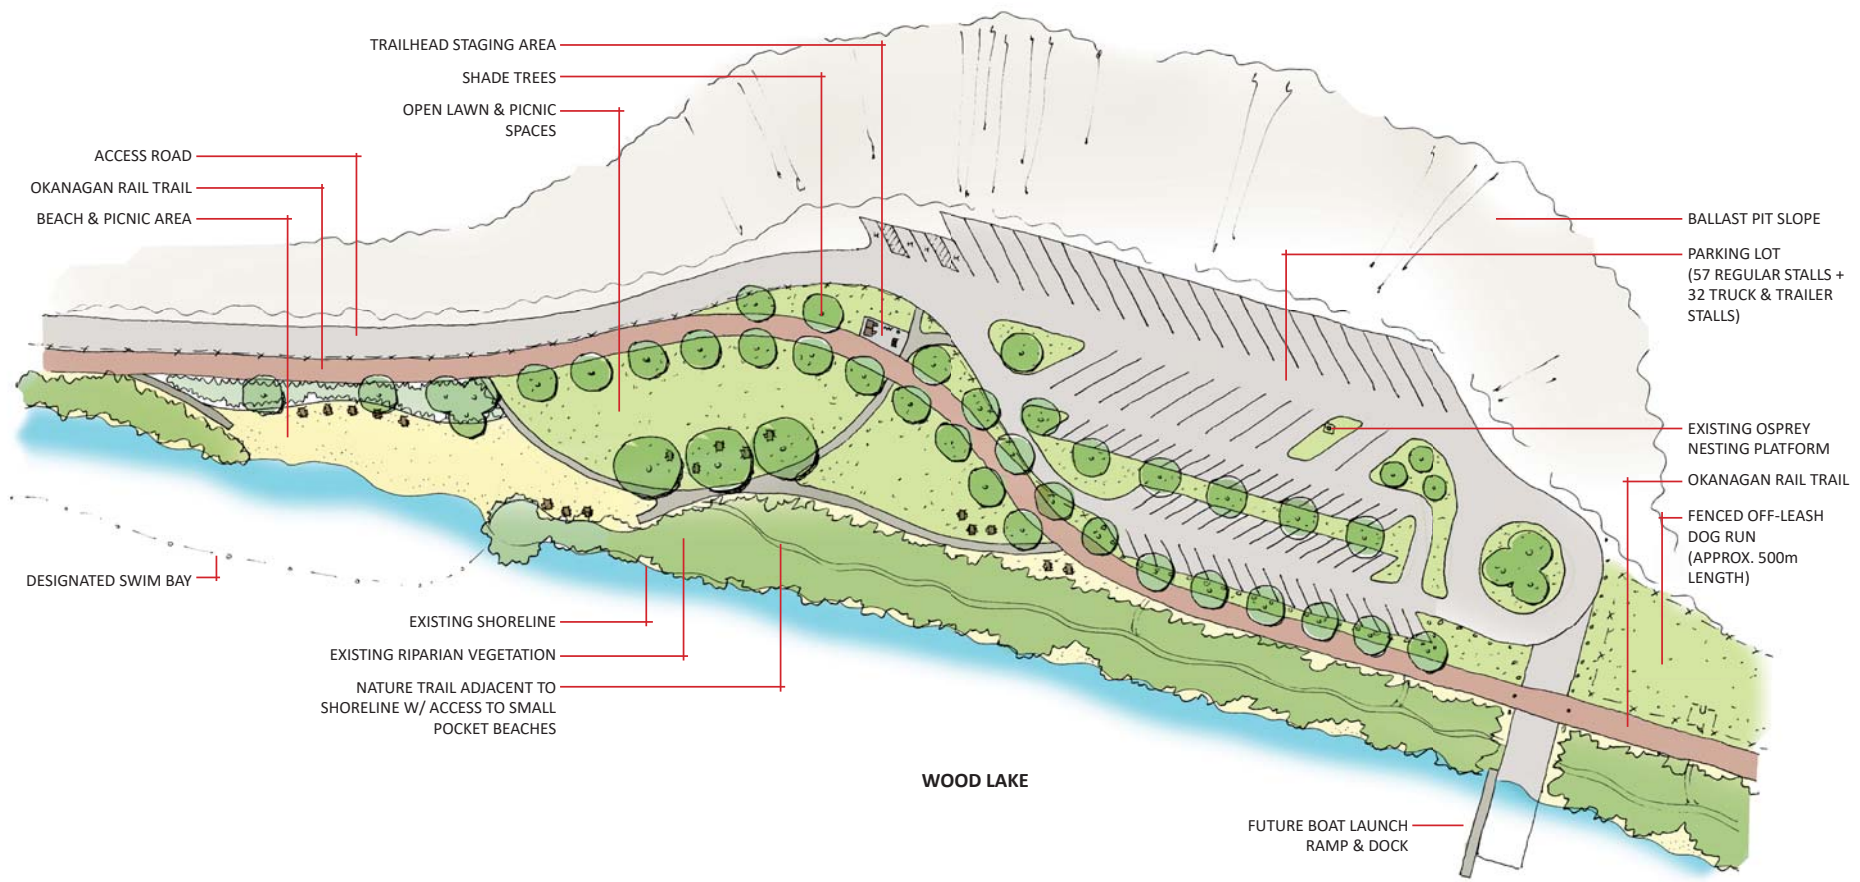 TRAILHEAD STAGING AREA
SHADE TREES
OPEN LAWN & PICNIC
SPACES
ACCESS ROAD
OKANAGAN RAIL TRAIL
BEACH & PICNIC AREA
DESIGNATED SWIM BAY
EXISTING SHORELINE
EXISTING RIPARIAN VEGETATION
NATURE TRAIL ADJACENT TO
SHORELINE W/ ACCESS TO SMALL
POCKET BEACHES
WOOD LAKE
BALLAST PIT SLOPE
PARKING LOT
(57 REGULAR STALLS +
32 TRUCK & TRAILER
STALLS)
EXISTING OSPREY
NESTING PLATFORM
OKANAGAN RAIL TRAIL
FENCED OFF-LEASH
DOG RUN
(APPROX. 500m
LENGTH)
FUTURE BOAT LAUNCH
RAMP & DOCK